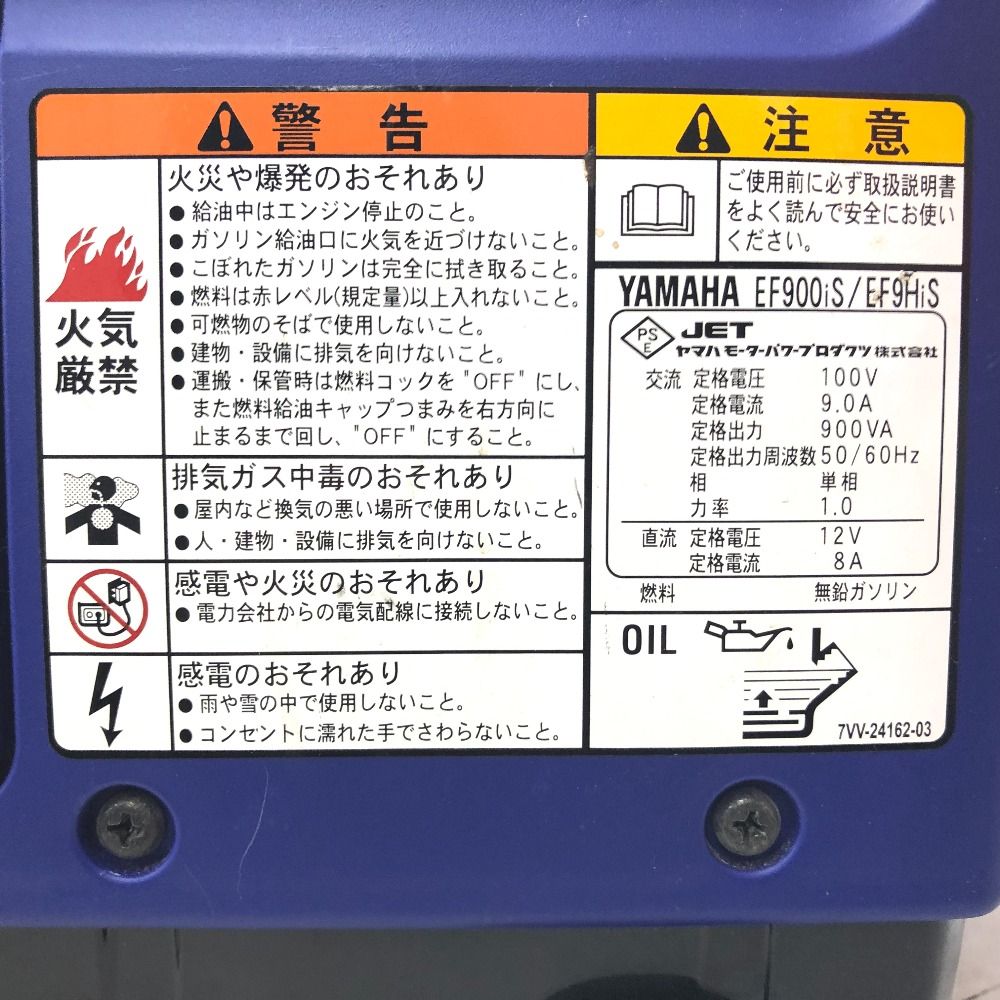 警告
火災や爆発のおそれあり
● 給油中はエンジン停止のこと。
● ガソリン給油口に火気を近づけないこと。
● こぼれたガソリンは完全に拭き取ること。
● 燃料は赤レベル(規定量)以上入れないこと。
● 可燃物のそばで使用しないこと。
● 建物・設備に排気を向けないこと。
● 運搬・保管時は燃料コックを"OFF"にし、
また燃料給油キャップつまみを右方向に
止まるまで回し、"OFF"にすること。
火気
厳禁
排気ガス中毒のおそれあり
● 屋内など換気の悪い場所で使用しないこと。
● 人・建物・設備に排気を向けないこと。
感電や火災のおそれあり
● 電力会社からの電気配線に接続しないこと。
感電のおそれあり
● 雨や雪の中で使用しないこと。
● コンセントに濡れた手でさわらないこと。
注意
ご使用前に必ず取扱説明書
をよく読んで安全にお使い
ください。
YAMAHA EF900iS/EF9HiS
PS
E
JET
ヤマハモーターパワープロダクツ株式会社
交流 定格電圧 100V
定格電流 9.0A
定格出力 900VA
定格出力周波数 50/60Hz
相 単相
力率 1.0
直流 定格電圧 12V
定格電流 8A
燃料 無鉛ガソリン
OIL
7VV-24162-03